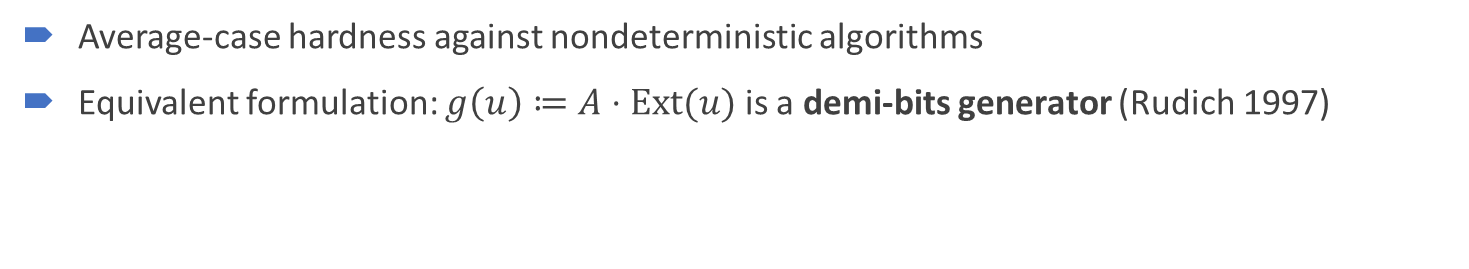 Average-case hardness against nondeterministic algorithms
Equivalent formulation: g(u) ≔ A · Ext(u) is a demi-bits generator (Rudich 1997)